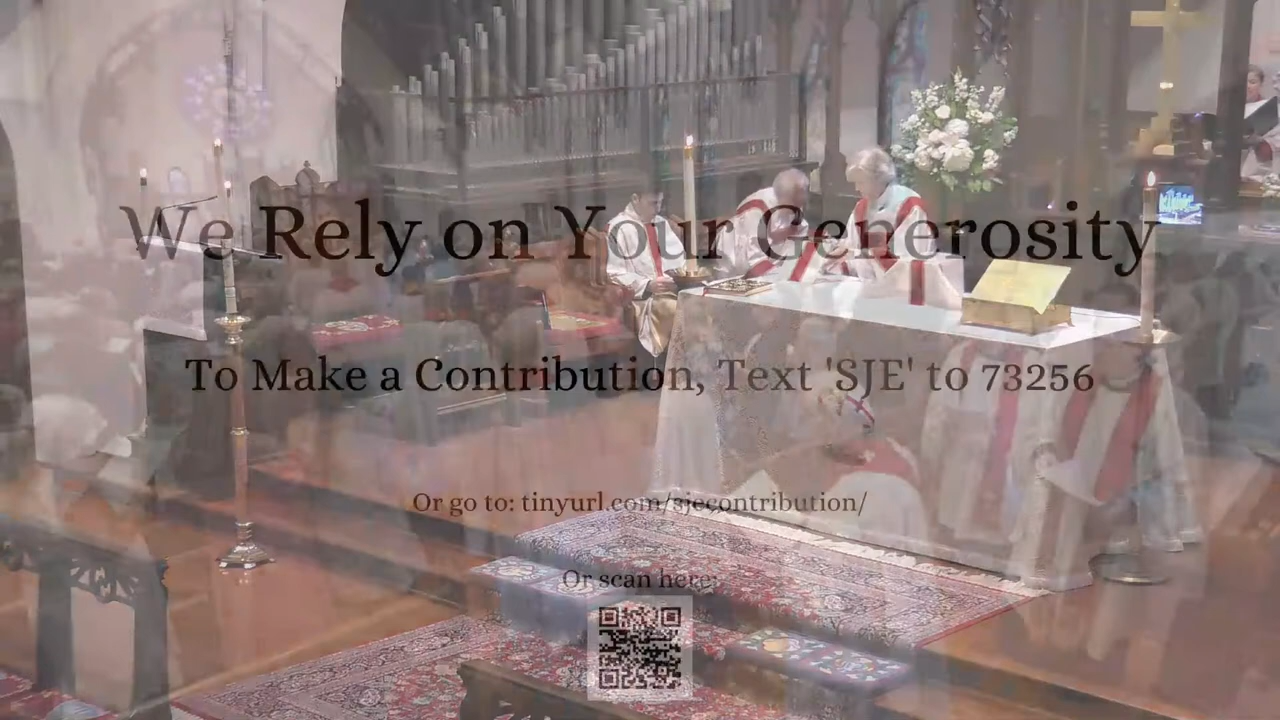 We Rely on Your Generosity
To Make a Contribution, Text 'SJE' to 73256
Or go to: tinyurl.com/sjecontribution/
Or scan here: